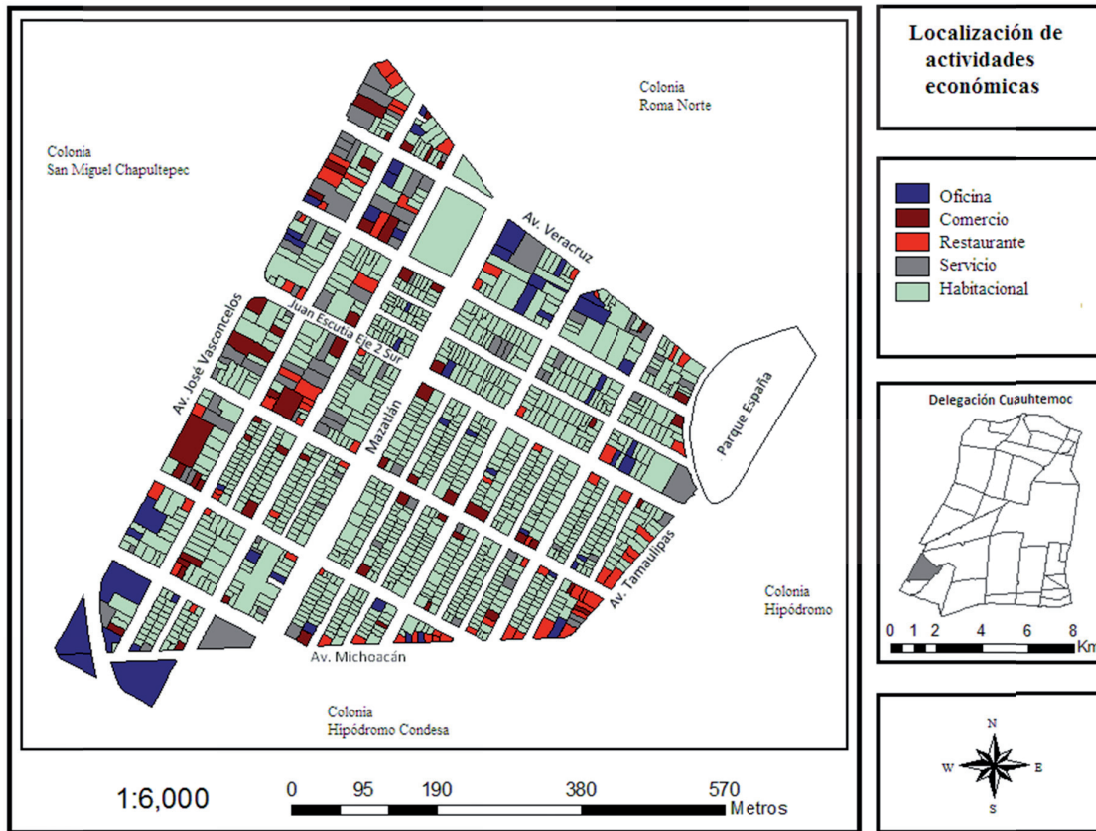 Localización de
actividades
económicas
Colonia
Roma Norte
Colonia
San Miguel Chapultepec
Oficina
Comercio
Restaurante
Servicio
Habitacional
Av. Veracruz
Juan Escutia Eje 2 Sur
Av. José Vasconcelos
Mazatlán
Parque España
Av. Tamaulipas
Colonia
Hipódromo
Av. Michoacán
Colonia
Hipódromo Condesa
Delegación Cuauhtemoc
0 1 2 4 6 8
Km
N
W E
S
1:6,000
0 95 190 380 570
Metros